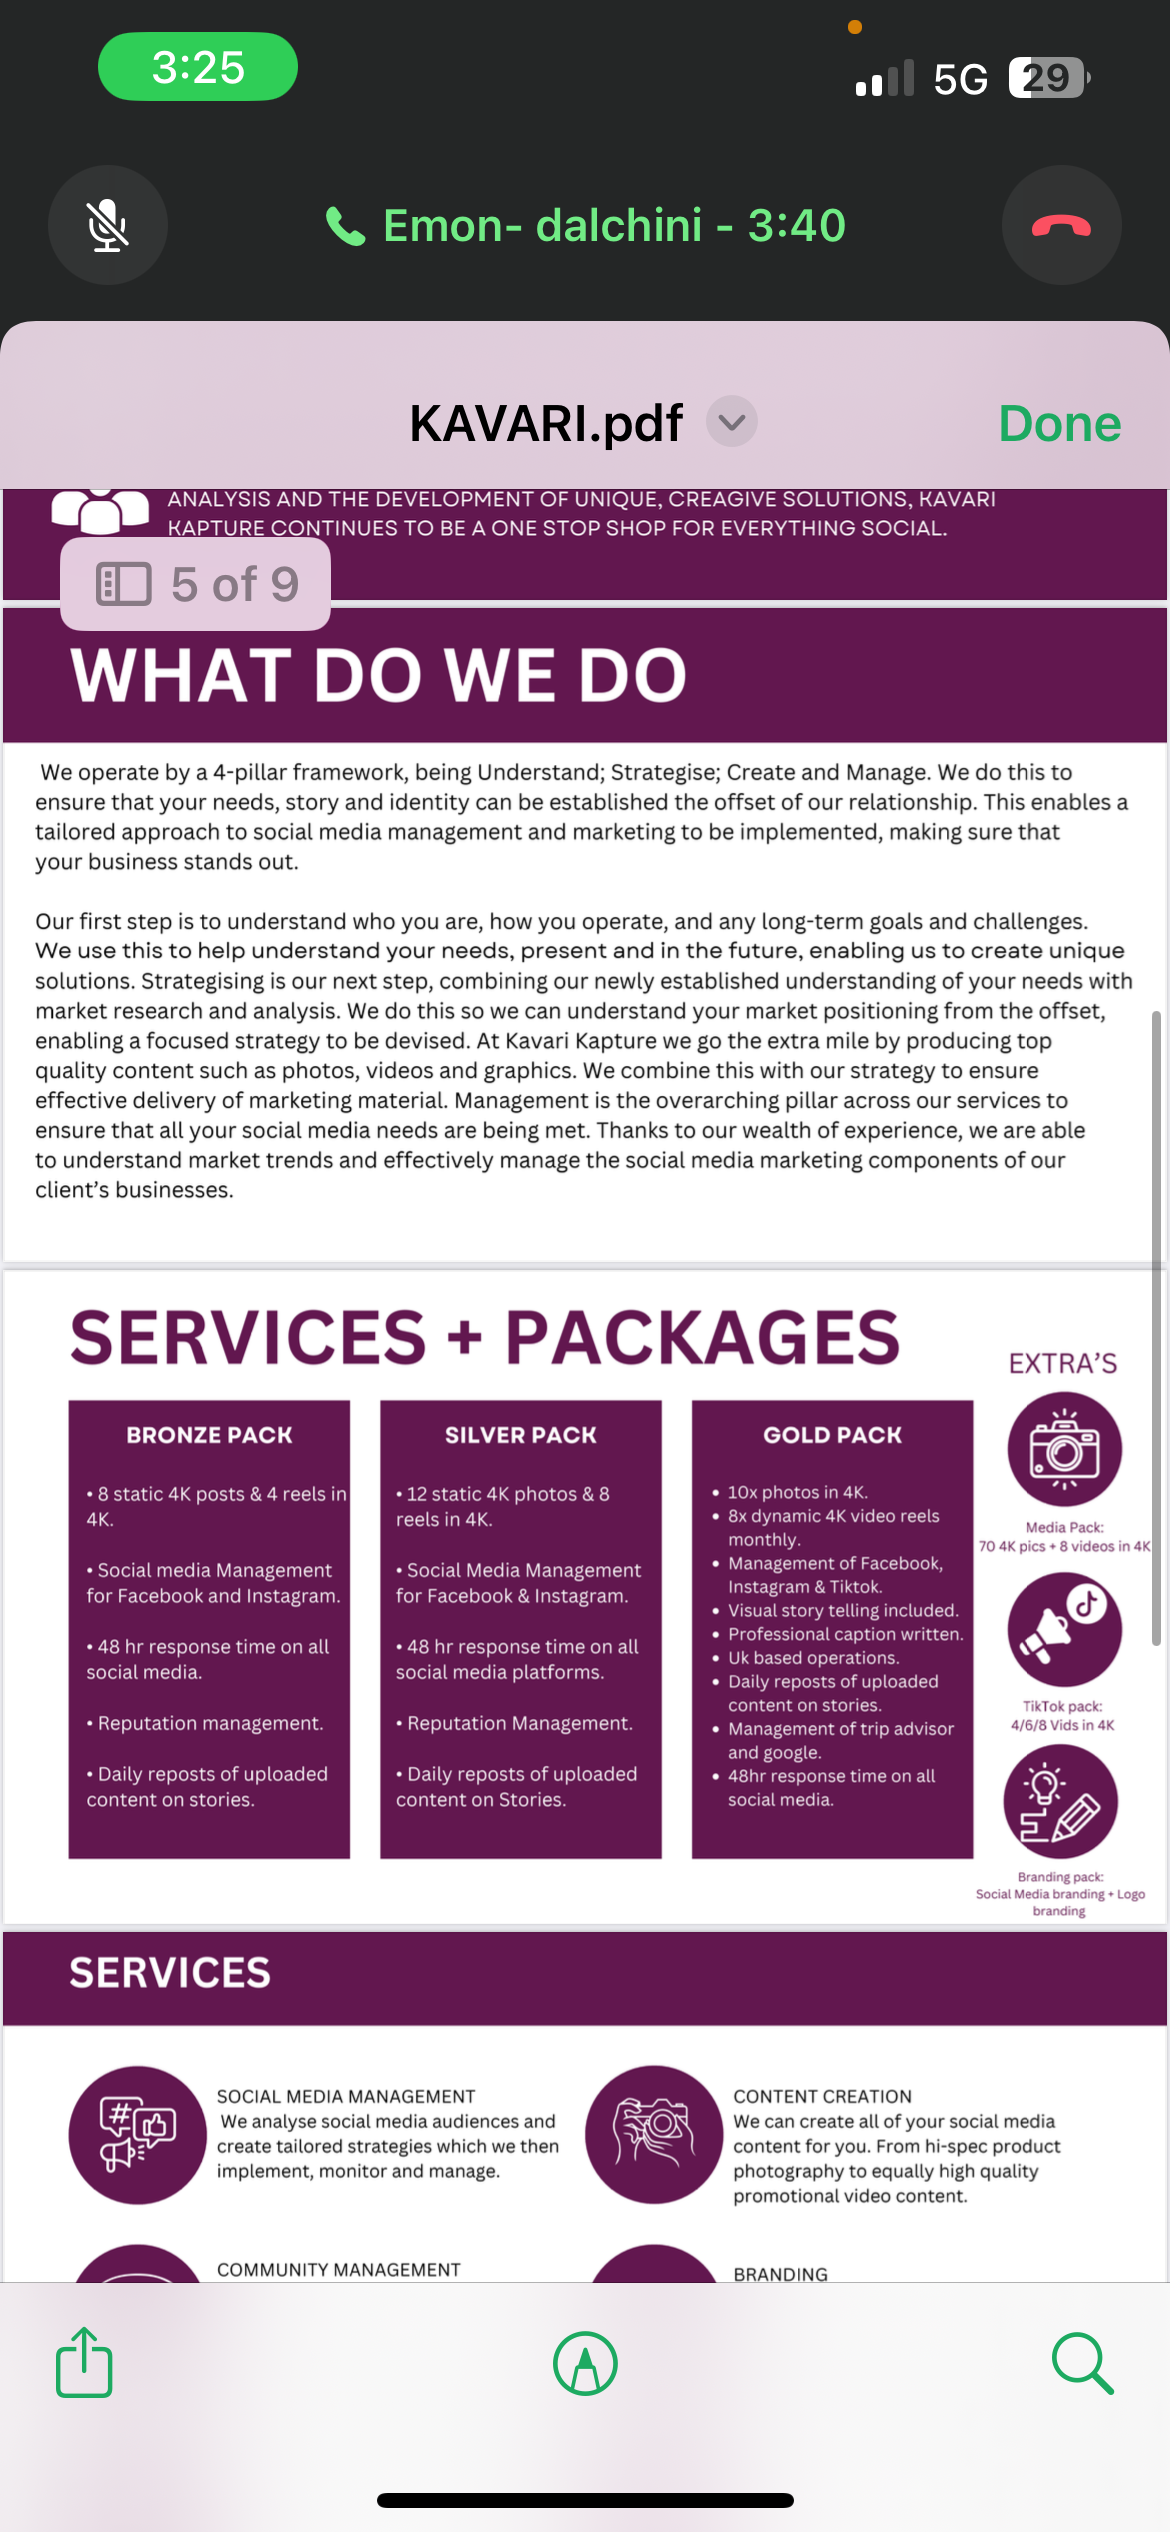 3:25
5G
29
Emon- dalchini - 3:40
KAVARI.pdf
Done
ANALYSIS AND THE DEVELOPMENT OF UNIQUE, CREAGIVE SOLUTIONS, KAVARI
KAPTURE CONTINUES TO BE A ONE STOP SHOP FOR EVERYTHING SOCIAL.
5 of 9
WHAT DO WE DO
We operate by a 4-pillar framework, being Understand; Strategise; Create and Manage. We do this to
ensure that your needs, story and identity can be established the offset of our relationship. This enables a
tailored approach to social media management and marketing to be implemented, making sure that
your business stands out.
Our first step is to understand who you are, how you operate, and any long-term goals and challenges.
We use this to help understand your needs, present and in the future, enabling us to create unique
solutions. Strategising is our next step, combining our newly established understanding of your needs with
market research and analysis. We do this so we can understand your market positioning from the offset,
enabling a focused strategy to be devised. At Kavari Kapture we go the extra mile by producing top
quality content such as photos, videos and graphics. We combine this with our strategy to ensure
effective delivery of marketing material. Management is the overarching pillar across our services to
ensure that all your social media needs are being met. Thanks to our wealth of experience, we are able
to understand market trends and effectively manage the social media marketing components of our
client's businesses.
SERVICES + PACKAGES
BRONZE PACK
• 8 static 4K posts & 4 reels in
4K.
• Social media Management
for Facebook and Instagram.
• 48 hr response time on all
social media.
• Reputation management.
• Daily reposts of uploaded
content on stories.
SILVER PACK
• 12 static 4K photos & 8
reels in 4K.
• Social Media Management
for Facebook & Instagram.
• 48 hr response time on all
social media platforms.
• Reputation Management.
• Daily reposts of uploaded
content on Stories.
GOLD PACK
• 10x photos in 4K.
• 8x dynamic 4K video reels
monthly.
• Management of Facebook,
Instagram & Tiktok.
• Visual story telling included.
• Professional caption written.
• Uk based operations.
• Daily reposts of uploaded
content on stories.
• Management of trip advisor
and google.
• 48hr response time on all
social media.
EXTRA'S
Media Pack:
70 4K pics + 8 videos in 4K
TikTok pack:
4/6/8 Vids in 4K
Branding pack:
Social Media branding + Logo
branding
SERVICES
SOCIAL MEDIA MANAGEMENT
We analyse social media audiences and
create tailored strategies which we then
implement, monitor and manage.
CONTENT CREATION
We can create all of your social media
content for you. From hi-spec product
photography to equally high quality
promotional video content.
COMMUNITY MANAGEMENT
BRANDING